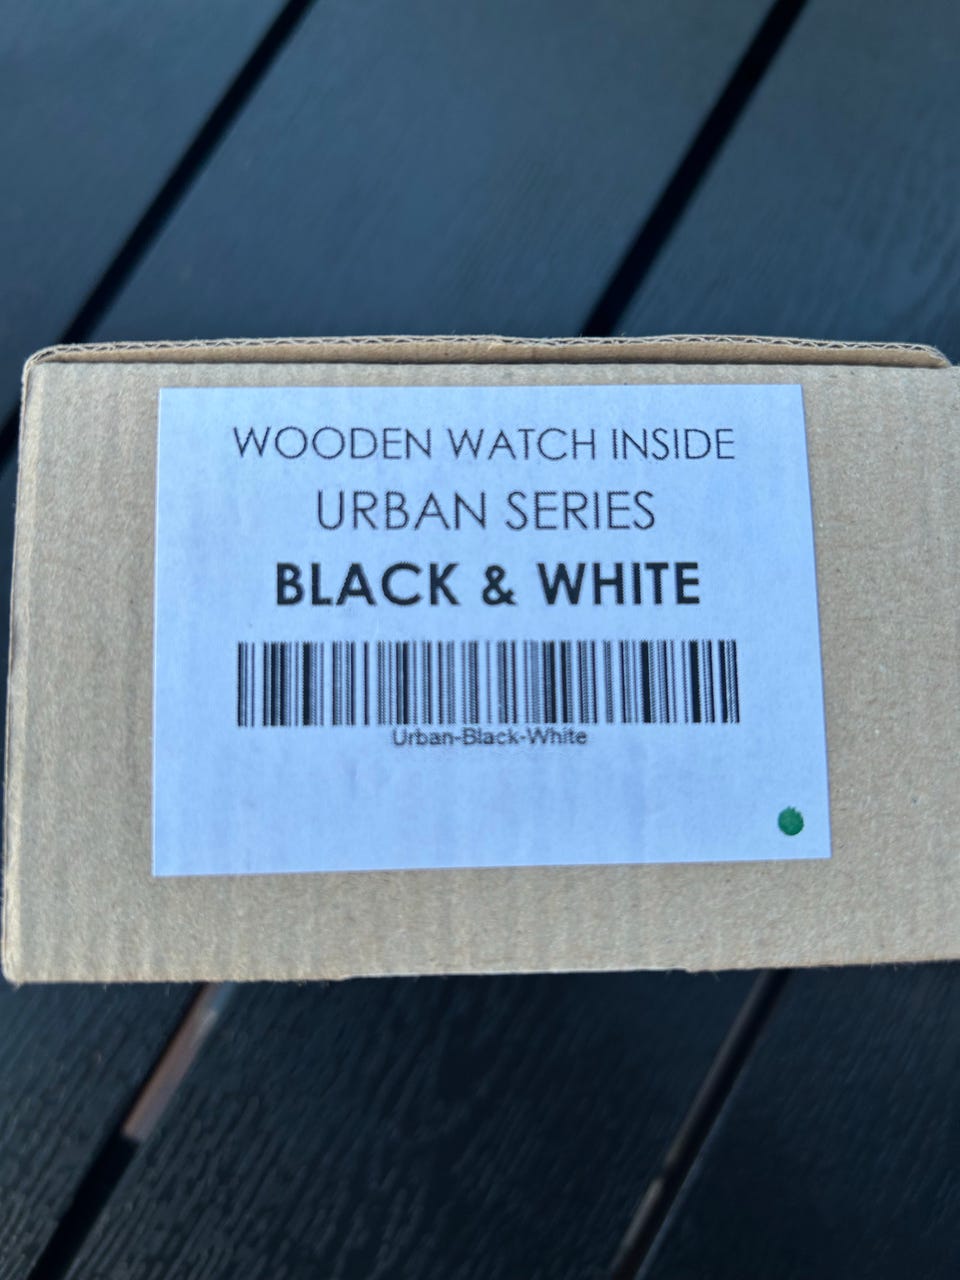 WOODEN WATCH INSIDE
URBAN SERIES
BLACK & WHITE
Urban-Black-White